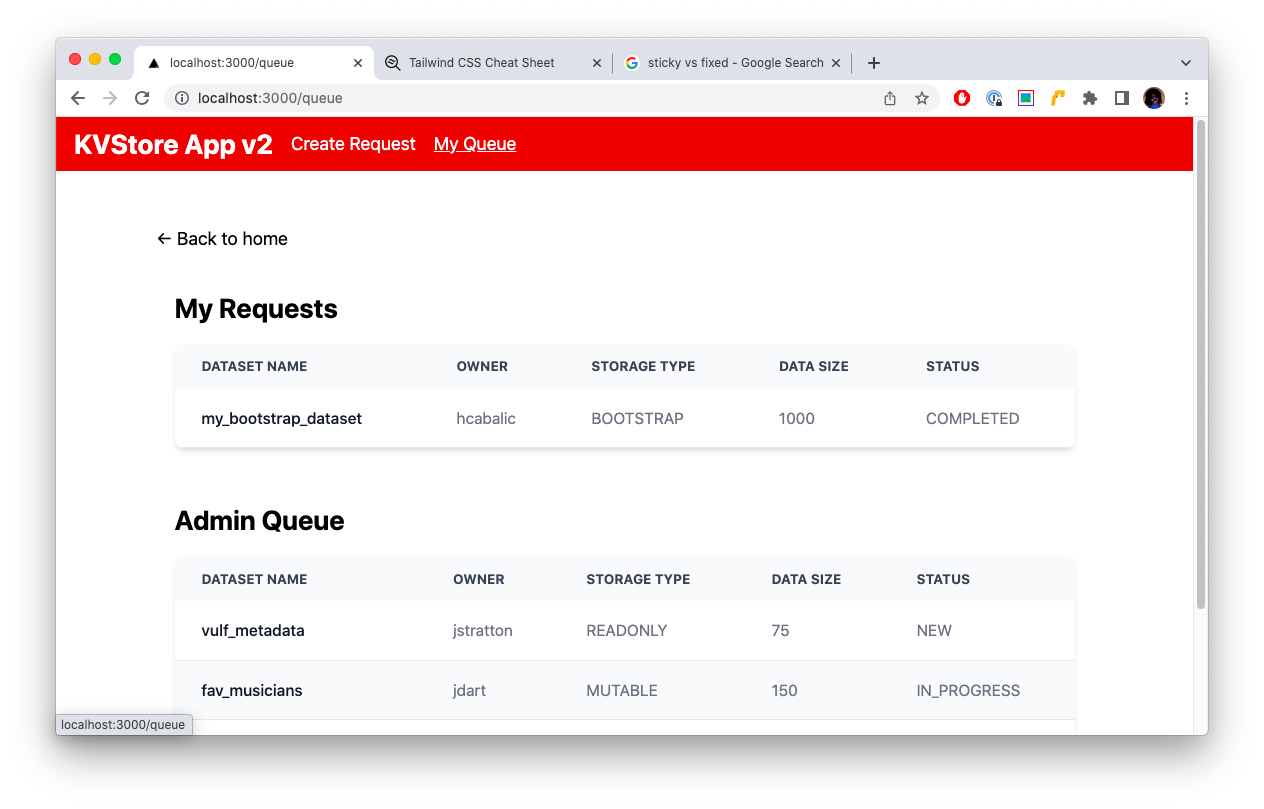 localhost:3000/queue
Tailwind CSS Cheat Sheet
sticky vs fixed - Google Search
localhost:3000/queue
KVStore App v2 Create Request My Queue
← Back to home
My Requests
DATASET NAME OWNER STORAGE TYPE DATA SIZE STATUS
my_bootstrap_dataset hcabalic BOOTSTRAP 1000 COMPLETED
Admin Queue
DATASET NAME OWNER STORAGE TYPE DATA SIZE STATUS
vulf_metadata jstratton READONLY 75 NEW
fav_musicians jdart MUTABLE 150 IN_PROGRESS
localhost:3000/queue